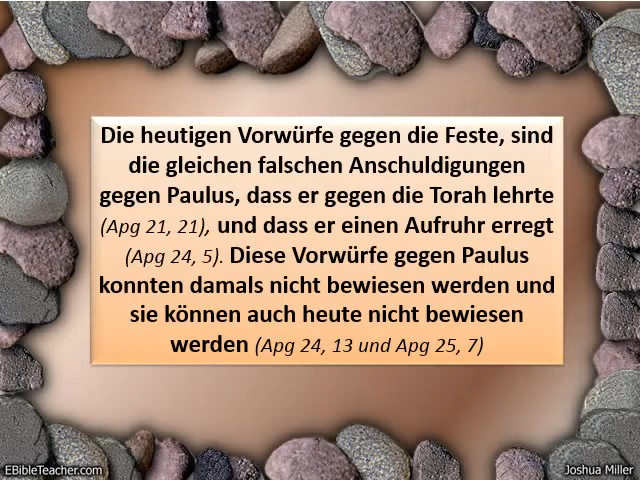 Die heutigen Vorwürfe gegen die Feste, sind
die gleichen falschen Anschuldigungen
gegen Paulus, dass er gegen die Torah lehrte
(Apg 21, 21), und dass er einen Aufruhr erregt
(Apg 24, 5). Diese Vorwürfe gegen Paulus
konnten damals nicht bewiesen werden und
sie können auch heute nicht bewiesen
werden (Apg 24, 13 und Apg 25, 7)
EBibleTeacher.com
Joshua Miller